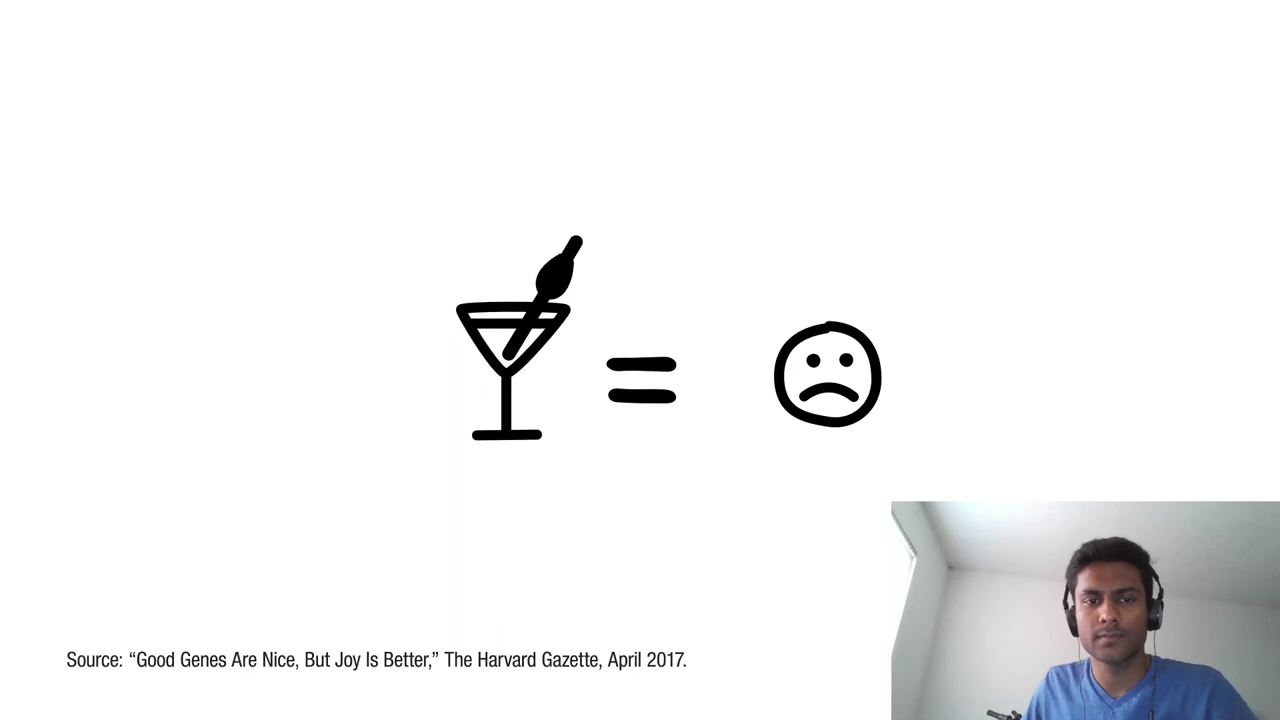 Source: “Good Genes Are Nice, But Joy Is Better,” The Harvard Gazette, April 2017.